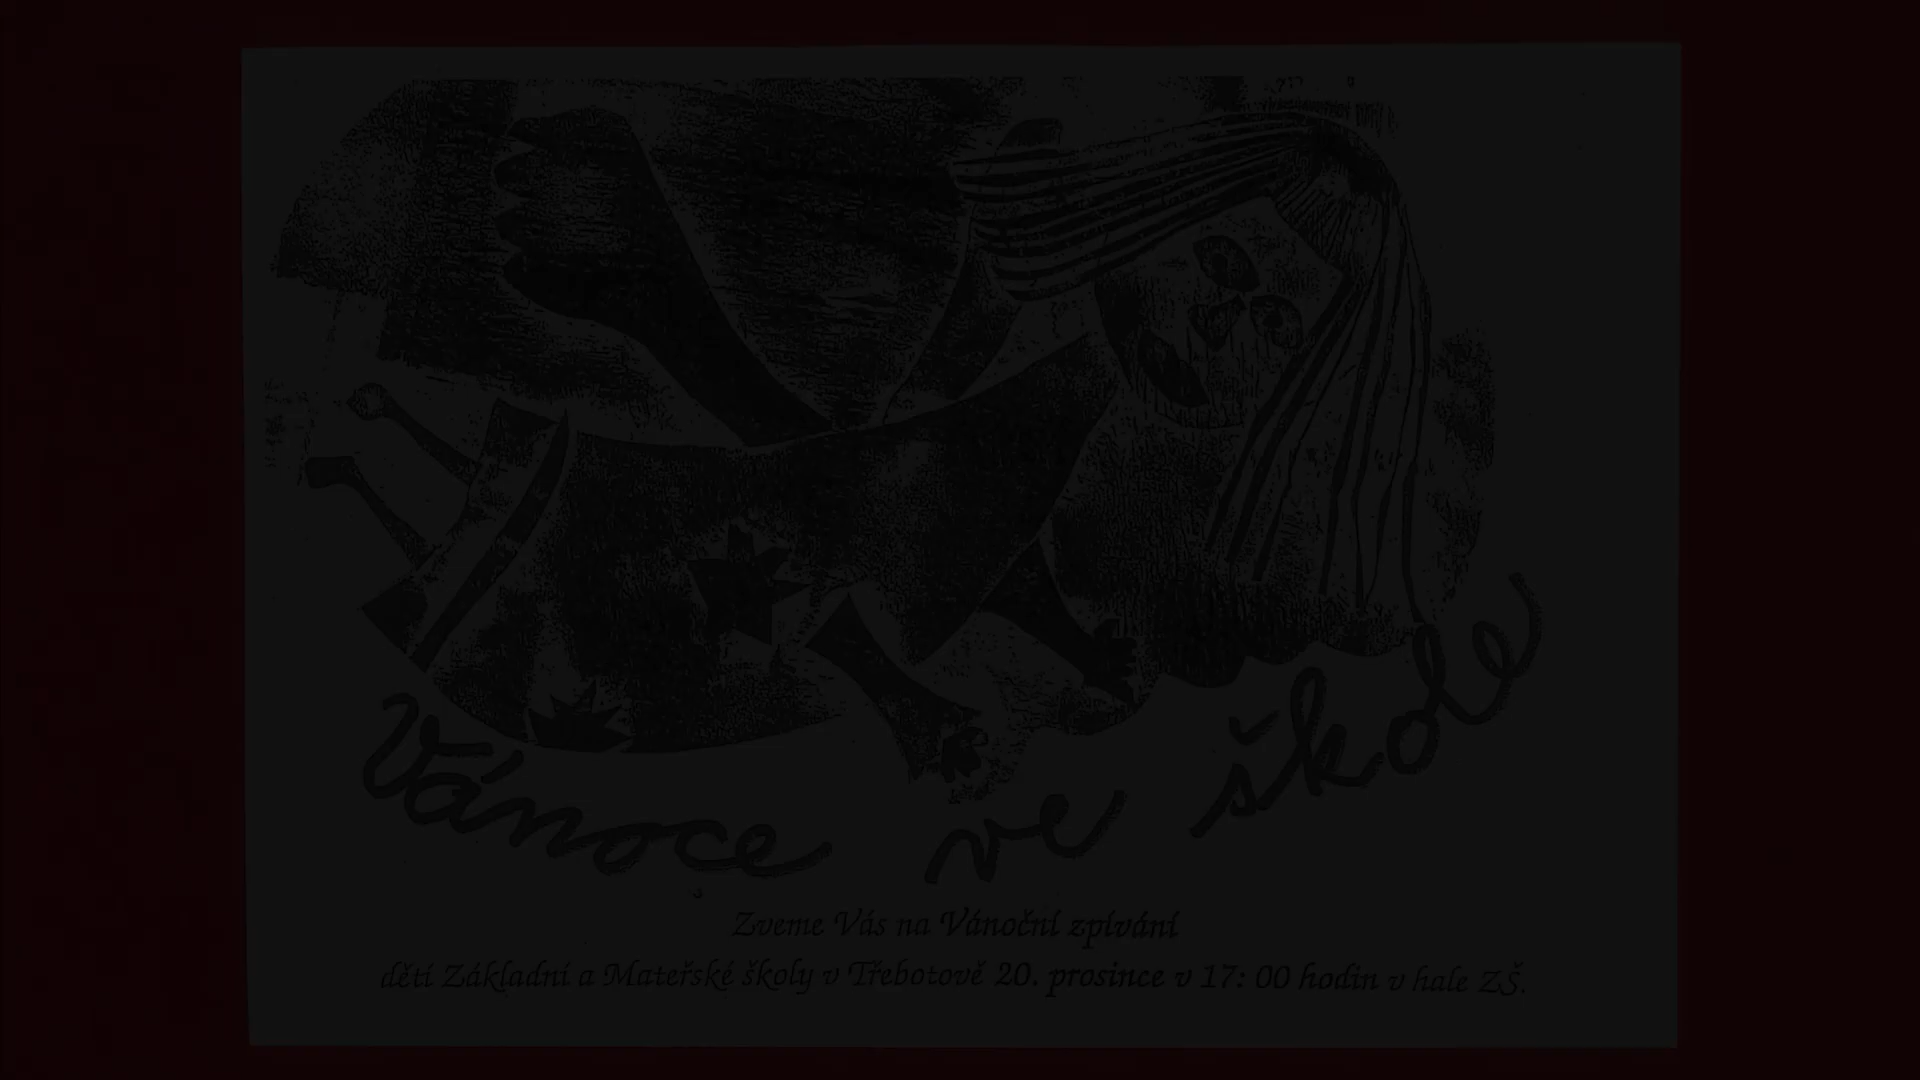 Vánoce ve škole
Zveme Vás na Vánoční zpívání
dětí Základní a Mateřské školy v Třebotově 20. prosince v 17: 00 hodin v hale ZŠ.